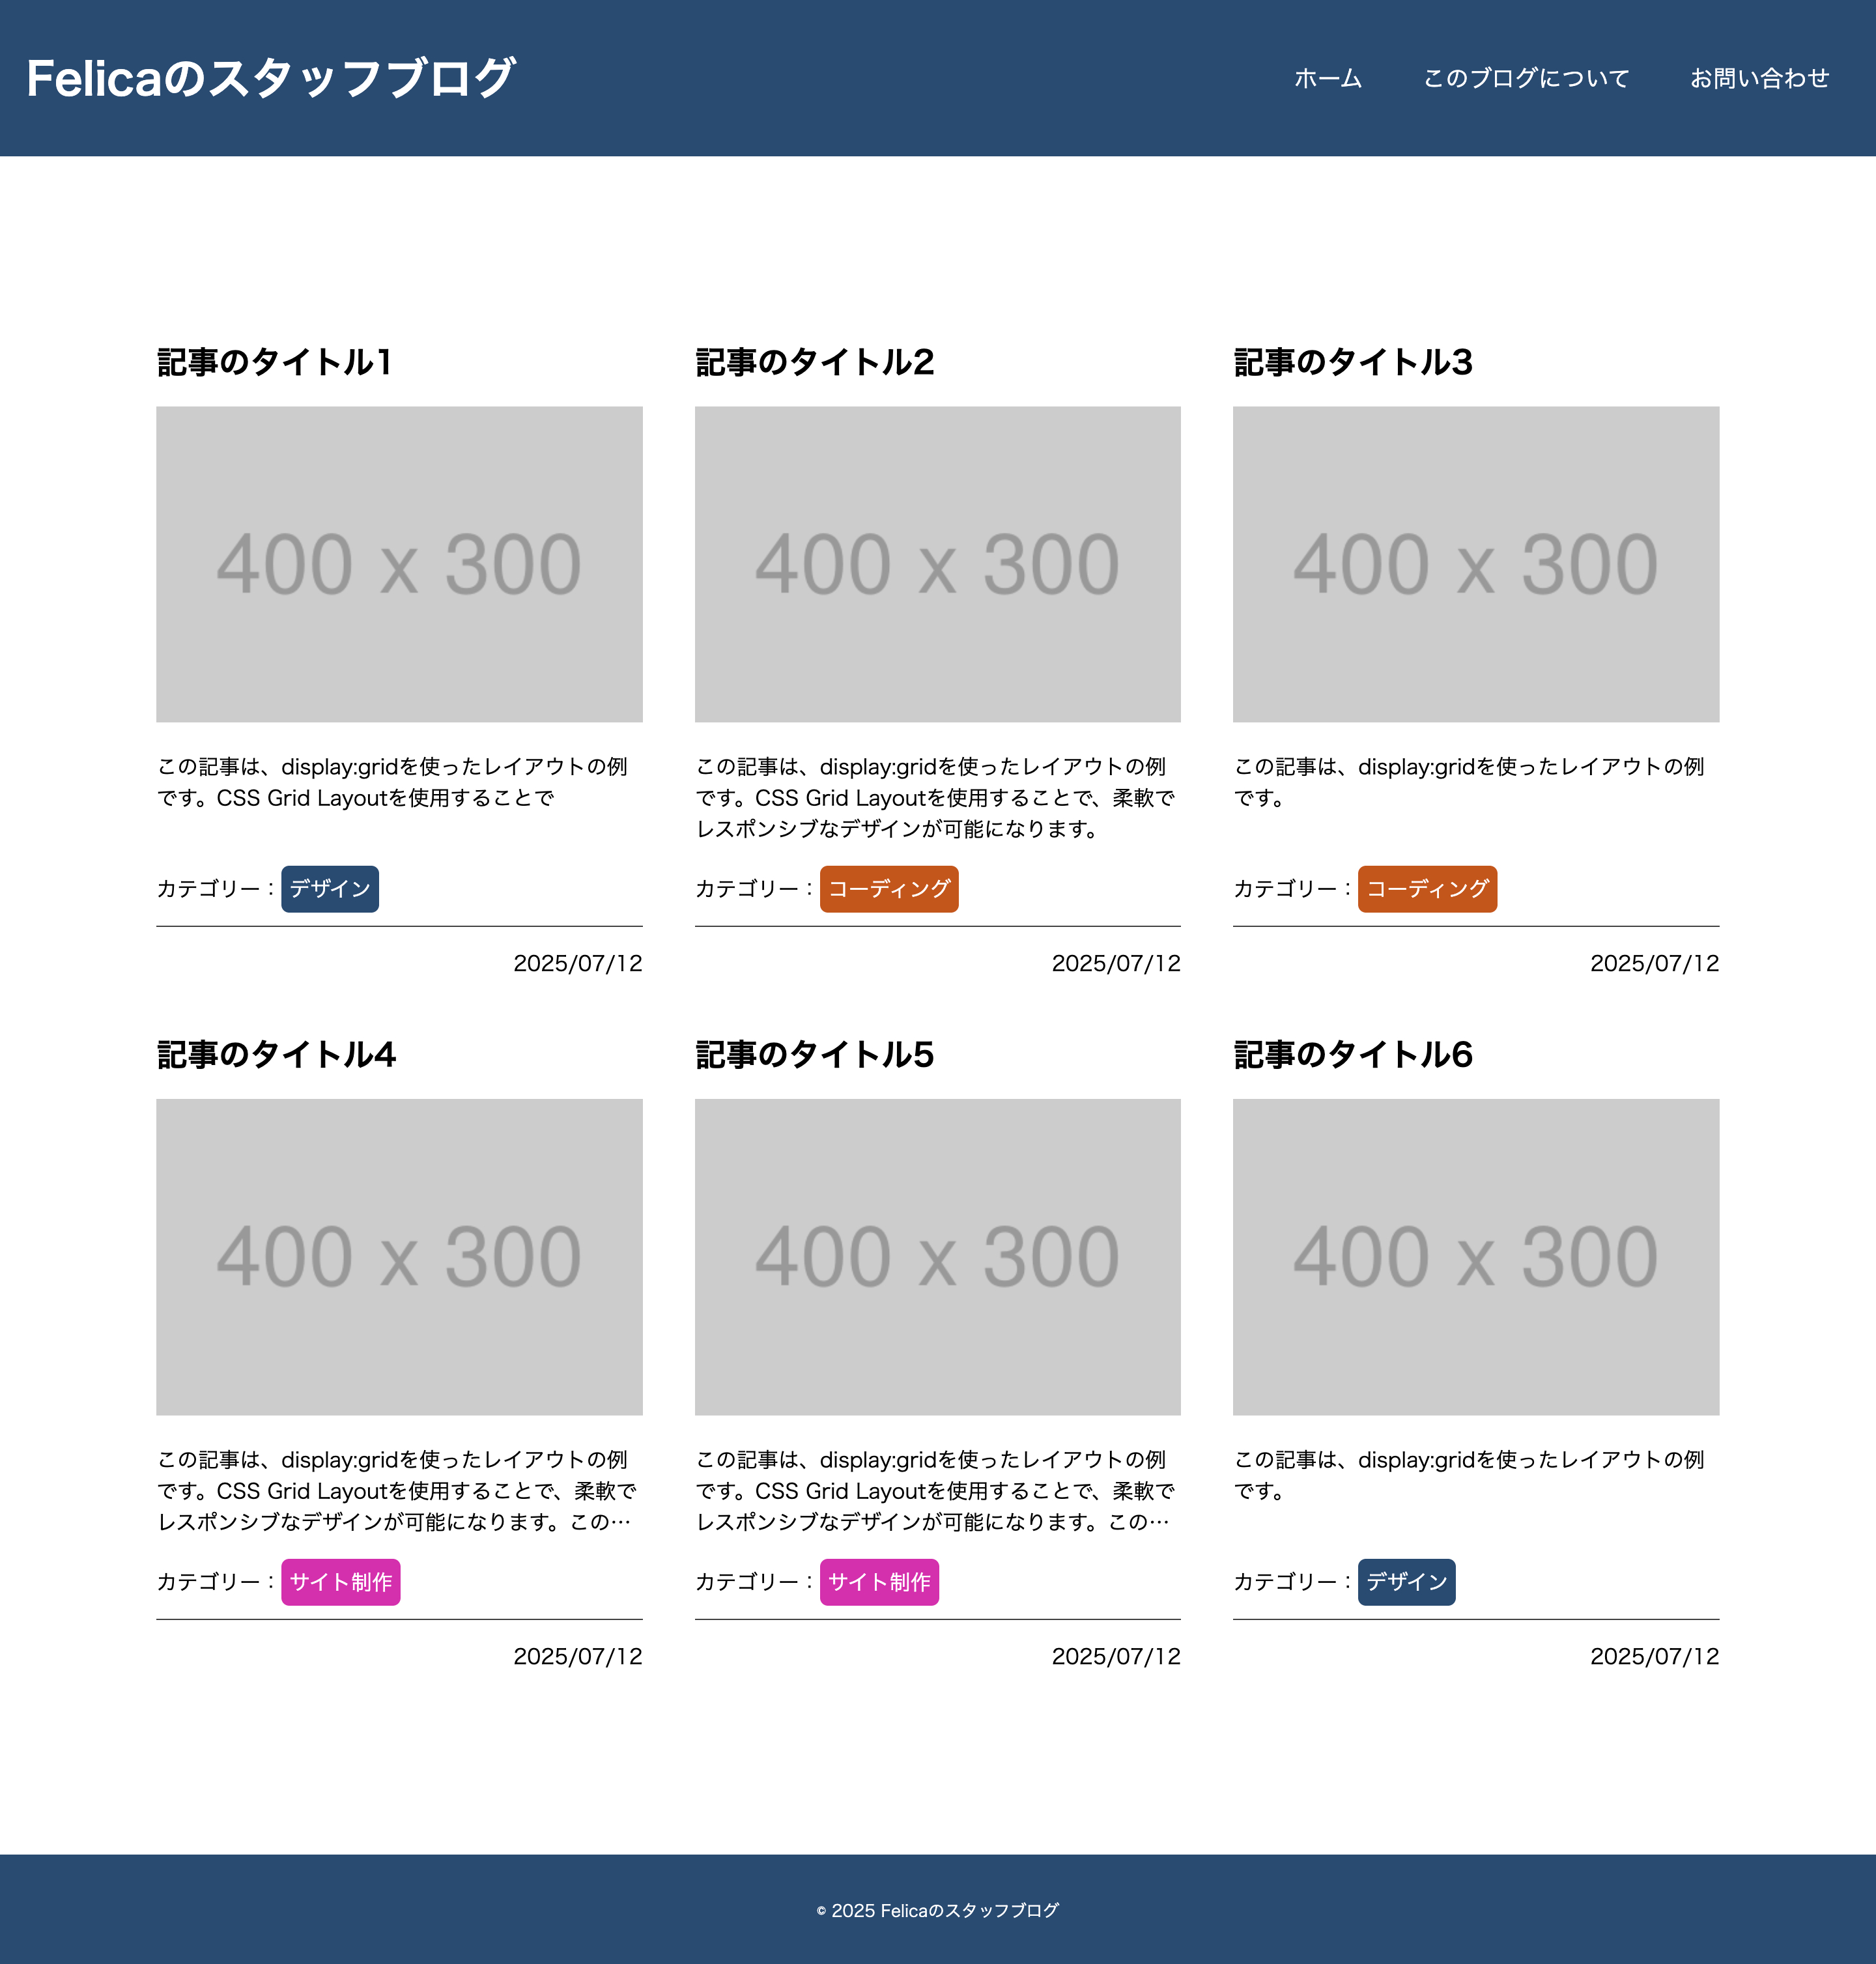 Felicaのスタッフブログ
ホーム
このブログについて
お問い合わせ
記事のタイトル1
400 x 300
この記事は、display:gridを使ったレイアウトの例
です。CSS Grid Layoutを使用することで
カテゴリー：デザイン
2025/07/12
記事のタイトル2
400 x 300
この記事は、display:gridを使ったレイアウトの例
です。CSS Grid Layoutを使用することで、柔軟で
レスポンシブなデザインが可能になります。
カテゴリー：コーディング
2025/07/12
記事のタイトル3
400 x 300
この記事は、display:gridを使ったレイアウトの例
です。
カテゴリー：コーディング
2025/07/12
記事のタイトル4
400 x 300
この記事は、display:gridを使ったレイアウトの例
です。CSS Grid Layoutを使用することで、柔軟で
レスポンシブなデザインが可能になります。この…
カテゴリー：サイト制作
2025/07/12
記事のタイトル5
400 x 300
この記事は、display:gridを使ったレイアウトの例
です。CSS Grid Layoutを使用することで、柔軟で
レスポンシブなデザインが可能になります。この…
カテゴリー：サイト制作
2025/07/12
記事のタイトル6
400 x 300
この記事は、display:gridを使ったレイアウトの例
です。
カテゴリー：デザイン
2025/07/12
© 2025 Felicaのスタッフブログ